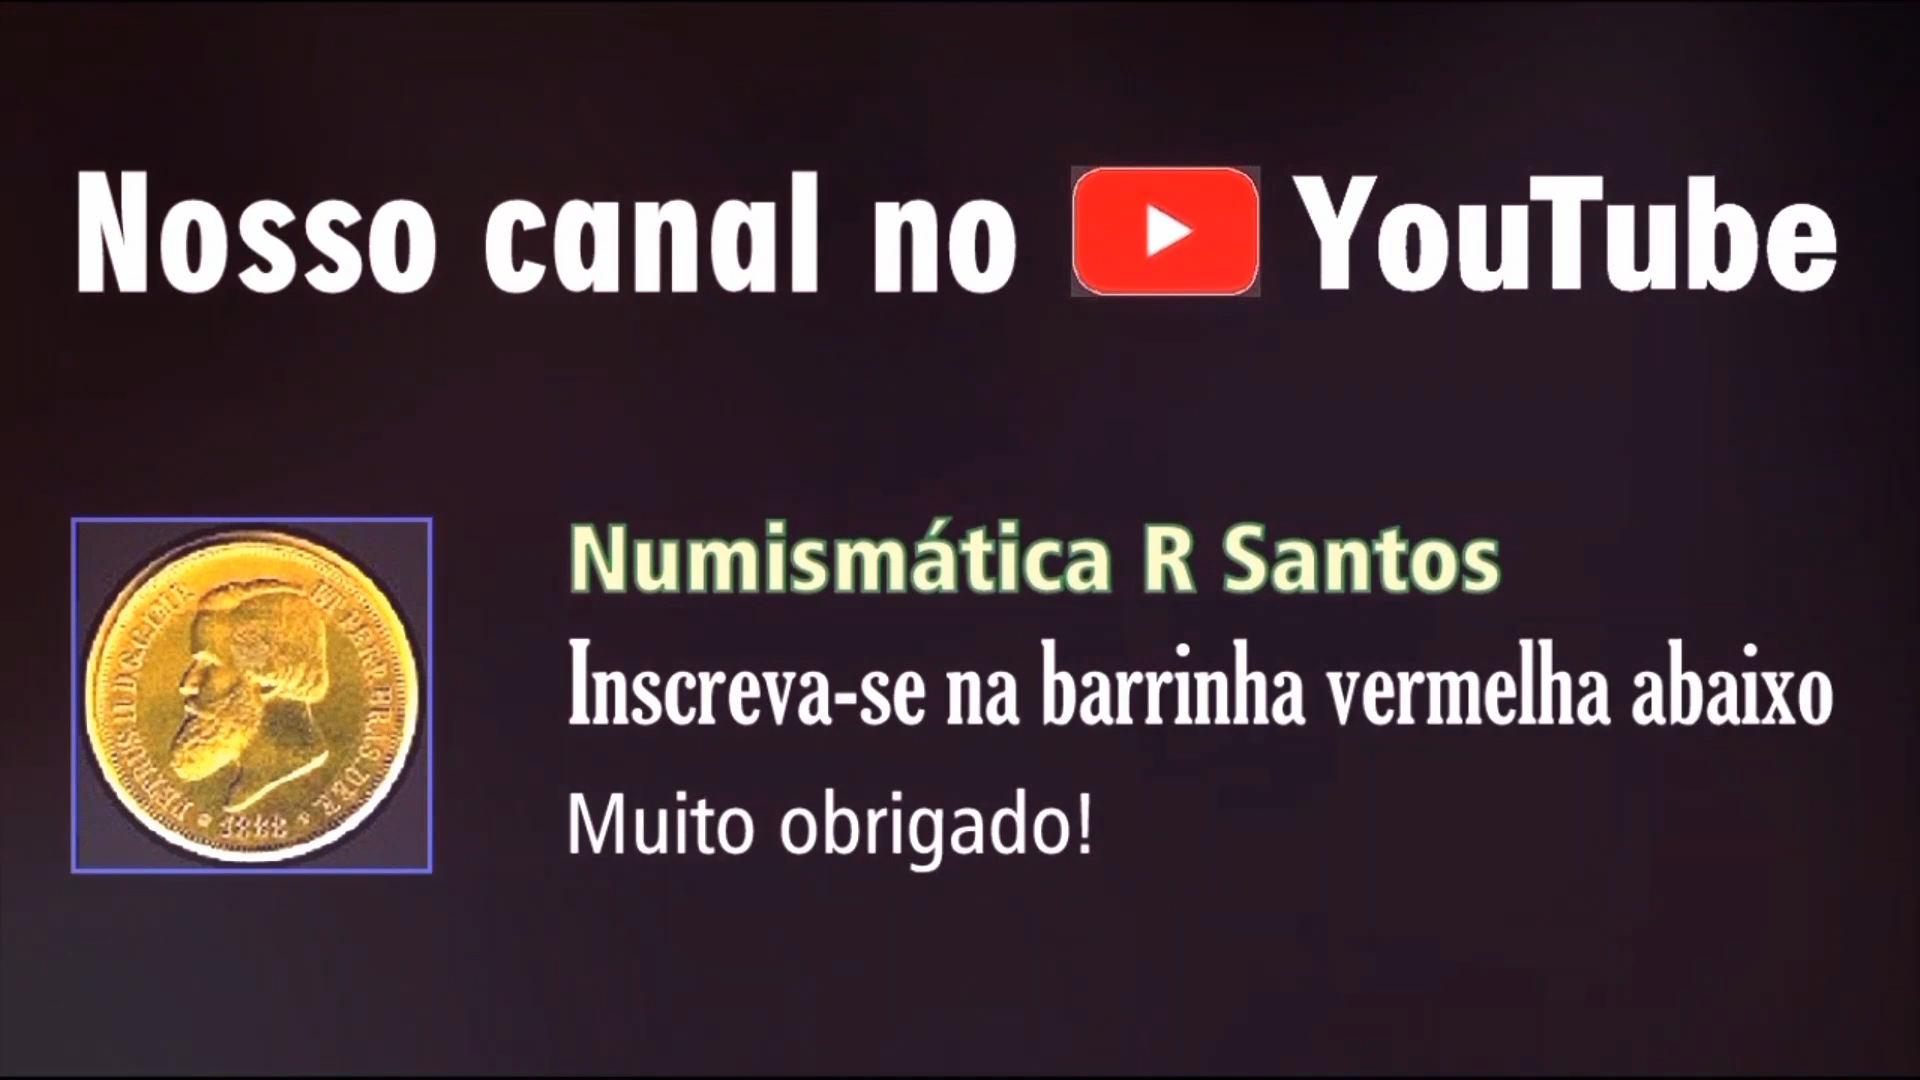 Nosso canal no YouTube
Numismática R Santos
Inscreva-se na barrinha vermelha abaixo
Muito obrigado!